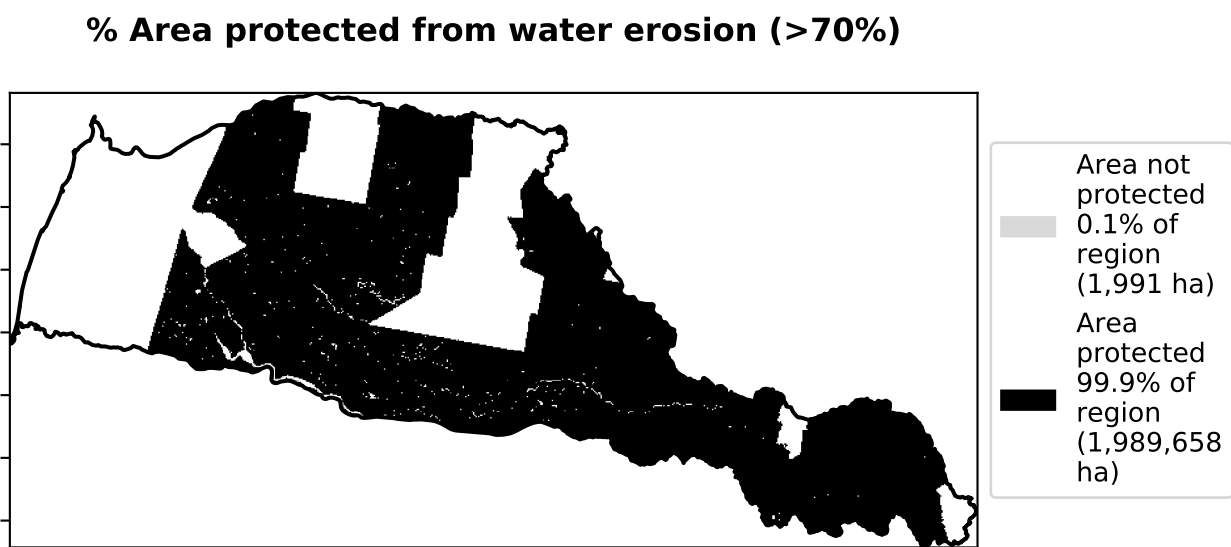 % Area protected from water erosion (>70%)
Area not
protected
0.1% of
region
(1,991 ha)
Area
protected
99.9% of
region
(1,989,658
ha)